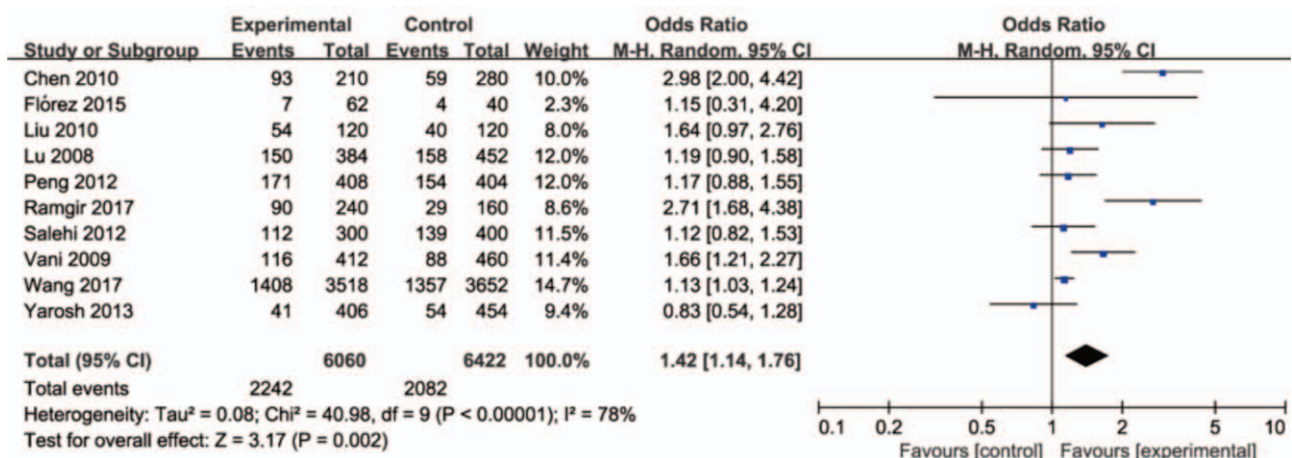 Experimental Control Odds Ratio Odds Ratio
Study or Subgroup Events Total Events Total Weight M-H, Random, 95% CI M-H, Random, 95% CI
Chen 2010 93 210 59 280 10.0% 2.98 [2.00, 4.42]
Flórez 2015 7 62 4 40 2.3% 1.15 [0.31, 4.20]
Liu 2010 54 120 40 120 8.0% 1.64 [0.97, 2.76]
Lu 2008 150 384 158 452 12.0% 1.19 [0.90, 1.58]
Peng 2012 171 408 154 404 12.0% 1.17 [0.88, 1.55]
Ramgir 2017 90 240 29 160 8.6% 2.71 [1.68, 4.38]
Salehi 2012 112 300 139 400 11.5% 1.12 [0.82, 1.53]
Vani 2009 116 412 88 460 11.4% 1.66 [1.21, 2.27]
Wang 2017 1408 3518 1357 3652 14.7% 1.13 [1.03, 1.24]
Yarosh 2013 41 406 54 454 9.4% 0.83 [0.54, 1.28]
Total (95% CI) 6060 6422 100.0% 1.42 [1.14, 1.76]
Total events 2242 2082
Heterogeneity: Tau² = 0.08; Chi² = 40.98, df = 9 (P < 0.00001); I² = 78%
Test for overall effect: Z = 3.17 (P = 0.002)
0.1 0.2 0.5 1 2 5 10
Favours [control] Favours [experimental]